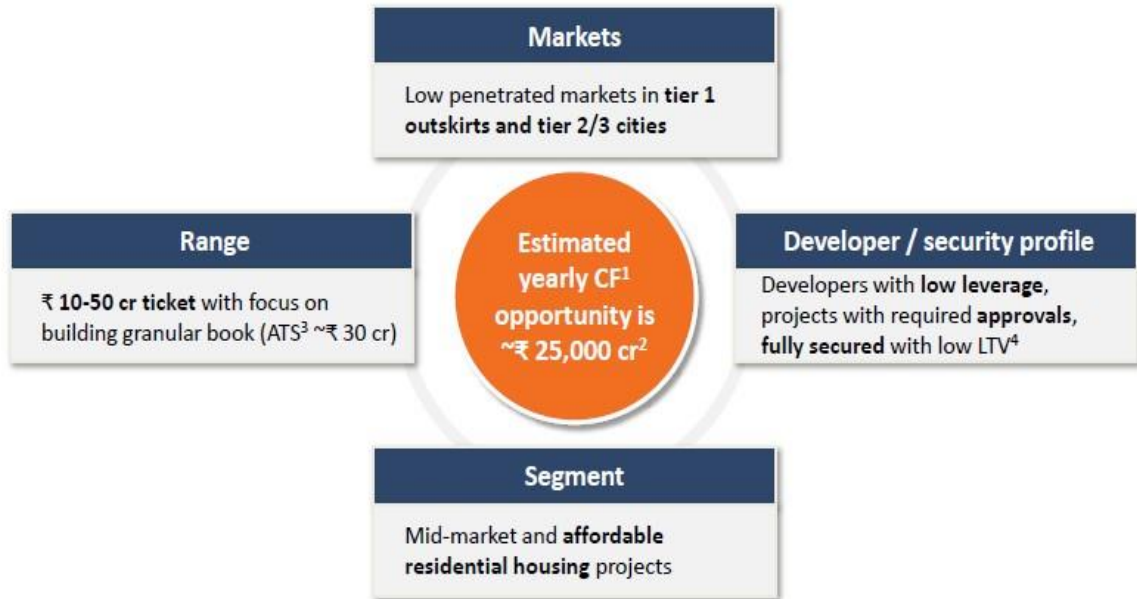 Markets
Low penetrated markets in tier 1
outskirts and tier 2/3 cities
Range
₹ 10-50 cr ticket with focus on
building granular book (ATS³ ~₹ 30 cr)
Estimated
yearly CF¹
opportunity is
~₹ 25,000 cr²
Developer / security profile
Developers with low leverage,
projects with required approvals,
fully secured with low LTV⁴
Segment
Mid-market and affordable
residential housing projects